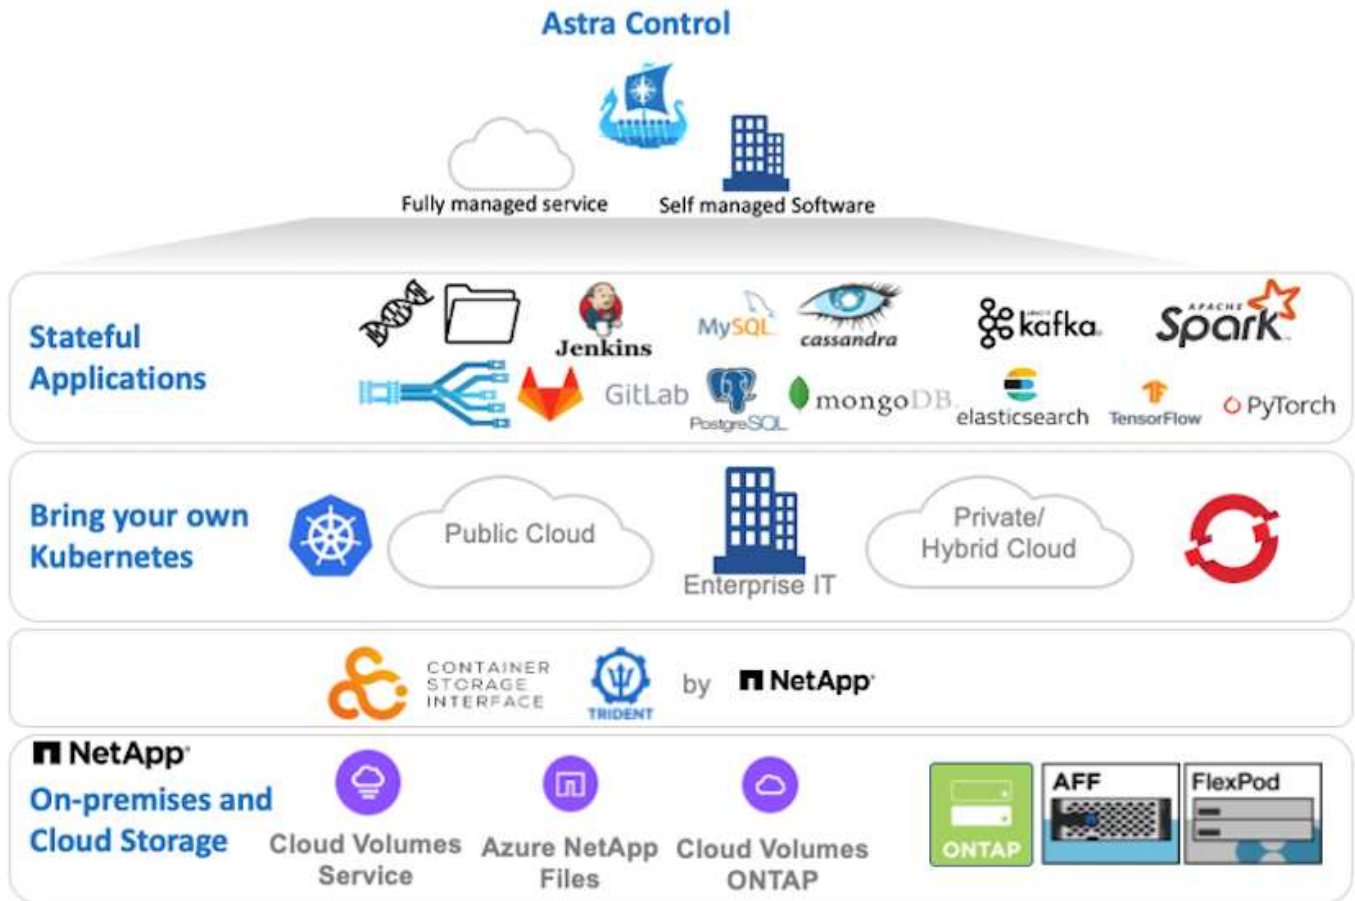 Astra Control
Fully managed service
Self managed Software
Stateful
Applications
Jenkins
MySQL
cassandra
kafka
APACHE
Spark
GitLab
PostgreSQL
mongoDB.
elasticsearch
TensorFlow
PyTorch
Bring your own
Kubernetes
Public Cloud
Enterprise IT
Private/
Hybrid Cloud
CONTAINER
STORAGE
INTERFACE
TRIDENT
by
NetApp
NetApp
On-premises and
Cloud Storage
Cloud Volumes
Service
Azure NetApp
Files
Cloud Volumes
ONTAP
ONTAP
AFF
FlexPod